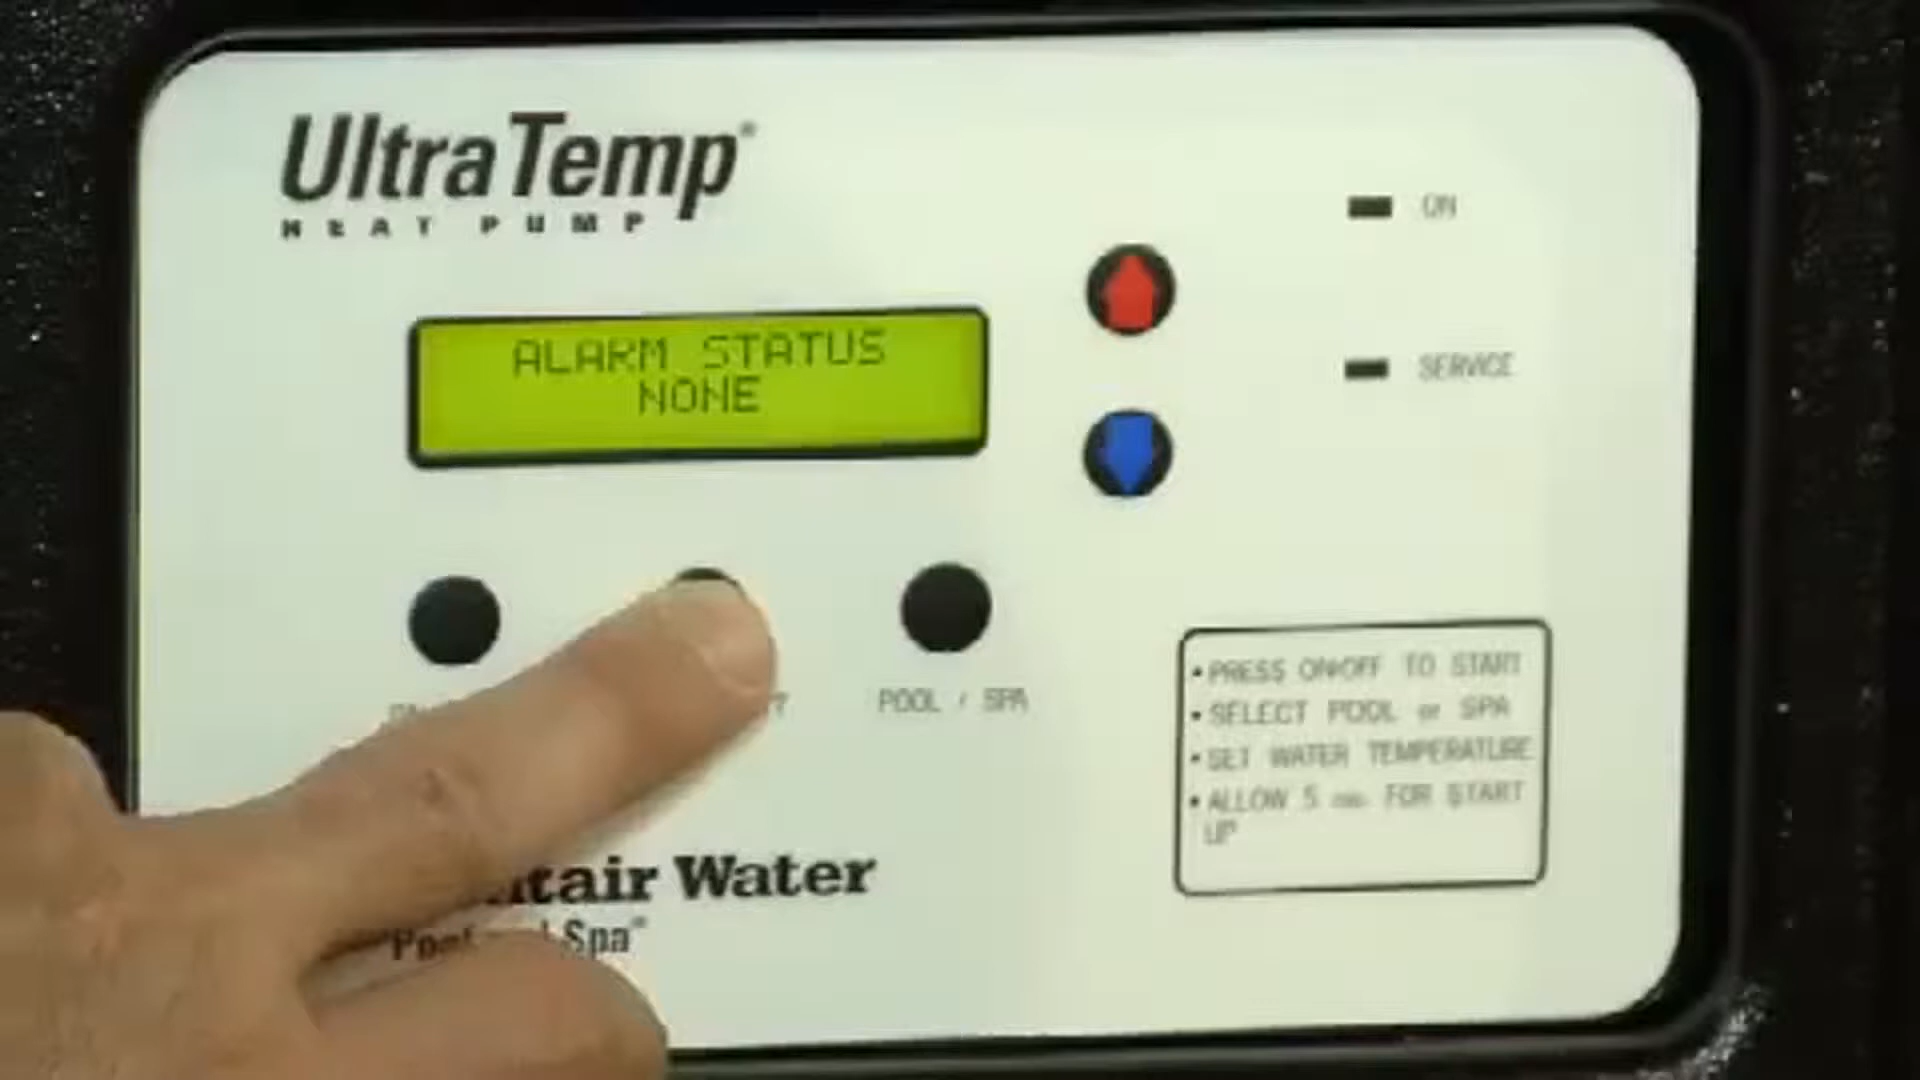 UltraTemp®
HEAT PUMP
ON
ALARM STATUS
NONE
SERVICE
POOL / SPA
• PRESS ON/OFF TO START
• SELECT POOL or SPA
• SET WATER TEMPERATURE
• ALLOW 5 min. FOR START
UP
Water
Spa